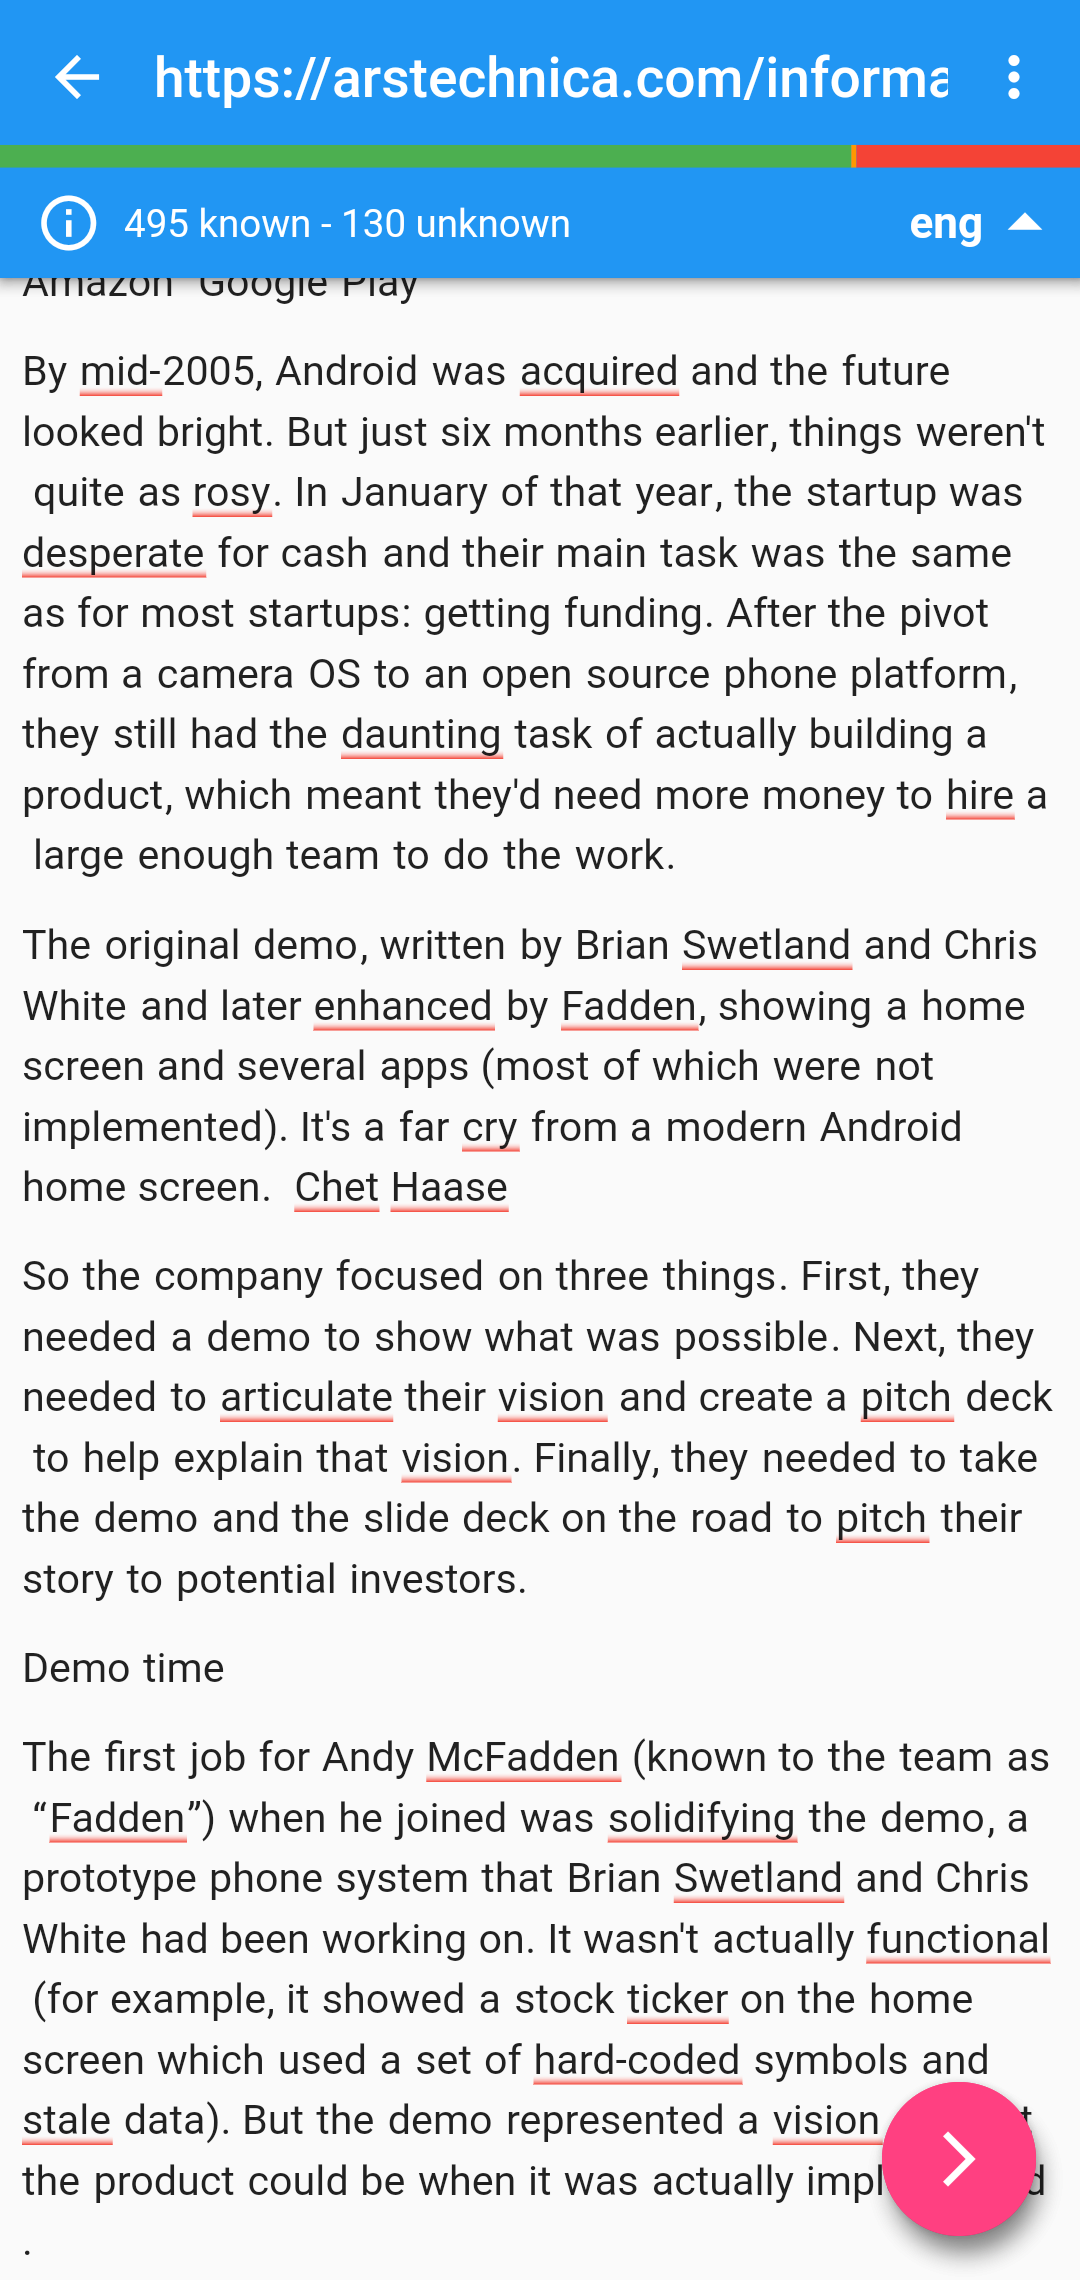 https://arstechnica.com/informa
495 known - 130 unknown
eng
Amazon Google Play
By mid-2005, Android was acquired and the future
looked bright. But just six months earlier, things weren't
quite as rosy. In January of that year, the startup was
desperate for cash and their main task was the same
as for most startups: getting funding. After the pivot
from a camera OS to an open source phone platform,
they still had the daunting task of actually building a
product, which meant they'd need more money to hire a
large enough team to do the work.
The original demo, written by Brian Swetland and Chris
White and later enhanced by Fadden, showing a home
screen and several apps (most of which were not
implemented). It's a far cry from a modern Android
home screen. Chet Haase
So the company focused on three things. First, they
needed a demo to show what was possible. Next, they
needed to articulate their vision and create a pitch deck
to help explain that vision. Finally, they needed to take
the demo and the slide deck on the road to pitch their
story to potential investors.
Demo time
The first job for Andy McFadden (known to the team as
“Fadden”) when he joined was solidifying the demo, a
prototype phone system that Brian Swetland and Chris
White had been working on. It wasn't actually functional
(for example, it showed a stock ticker on the home
screen which used a set of hard-coded symbols and
stale data). But the demo represented a vision
the product could be when it was actually
.